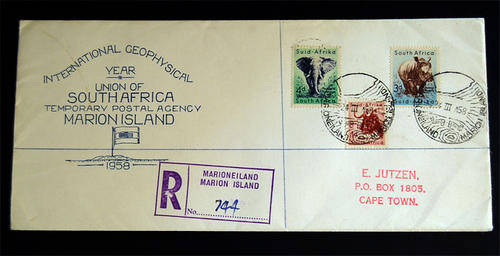 INTERNATIONAL GEOPHYSICAL
YEAR
UNION OF
SOUTH AFRICA
TEMPORARY POSTAL AGENCY
MARION ISLAND
1958
Suid-Afrika
South Africa
South Africa
Suid-Afrika
R
MARIONEILAND
MARION ISLAND
No. 744
E. JUTZEN,
P.O. BOX 1803.
CAPE TOWN.